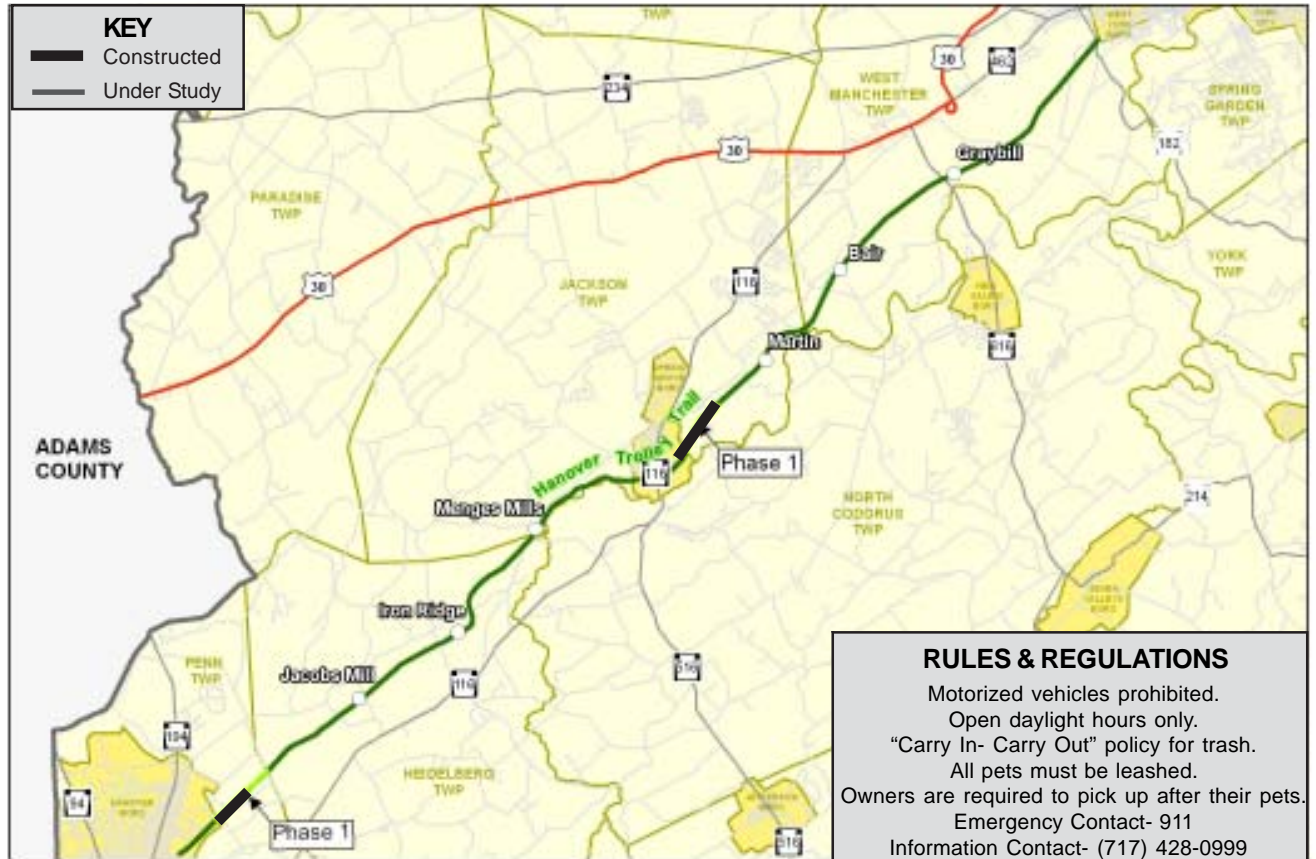 KEY
Constructed
Under Study
TWP
30
462
234
WEST
MANCHESTER
TWP
SPRING
GARDEN
TWP
30
182
Graybill
PARADISE
TWP
YORK
TWP
Bair
30
JACKSON
TWP
116
616
Martin
Hanover Trolley Trail
ADAMS
COUNTY
Phase 1
116
214
Menges Mills
NORTH
CODORUS
TWP
Iron Ridge
PENN
TWP
Jacobs Mill
116
516
194
HEIDELBERG
TWP
94
Phase 1
516
RULES & REGULATIONS
Motorized vehicles prohibited.
Open daylight hours only.
“Carry In- Carry Out” policy for trash.
All pets must be leashed.
Owners are required to pick up after their pets.
Emergency Contact- 911
Information Contact- (717) 428-0999